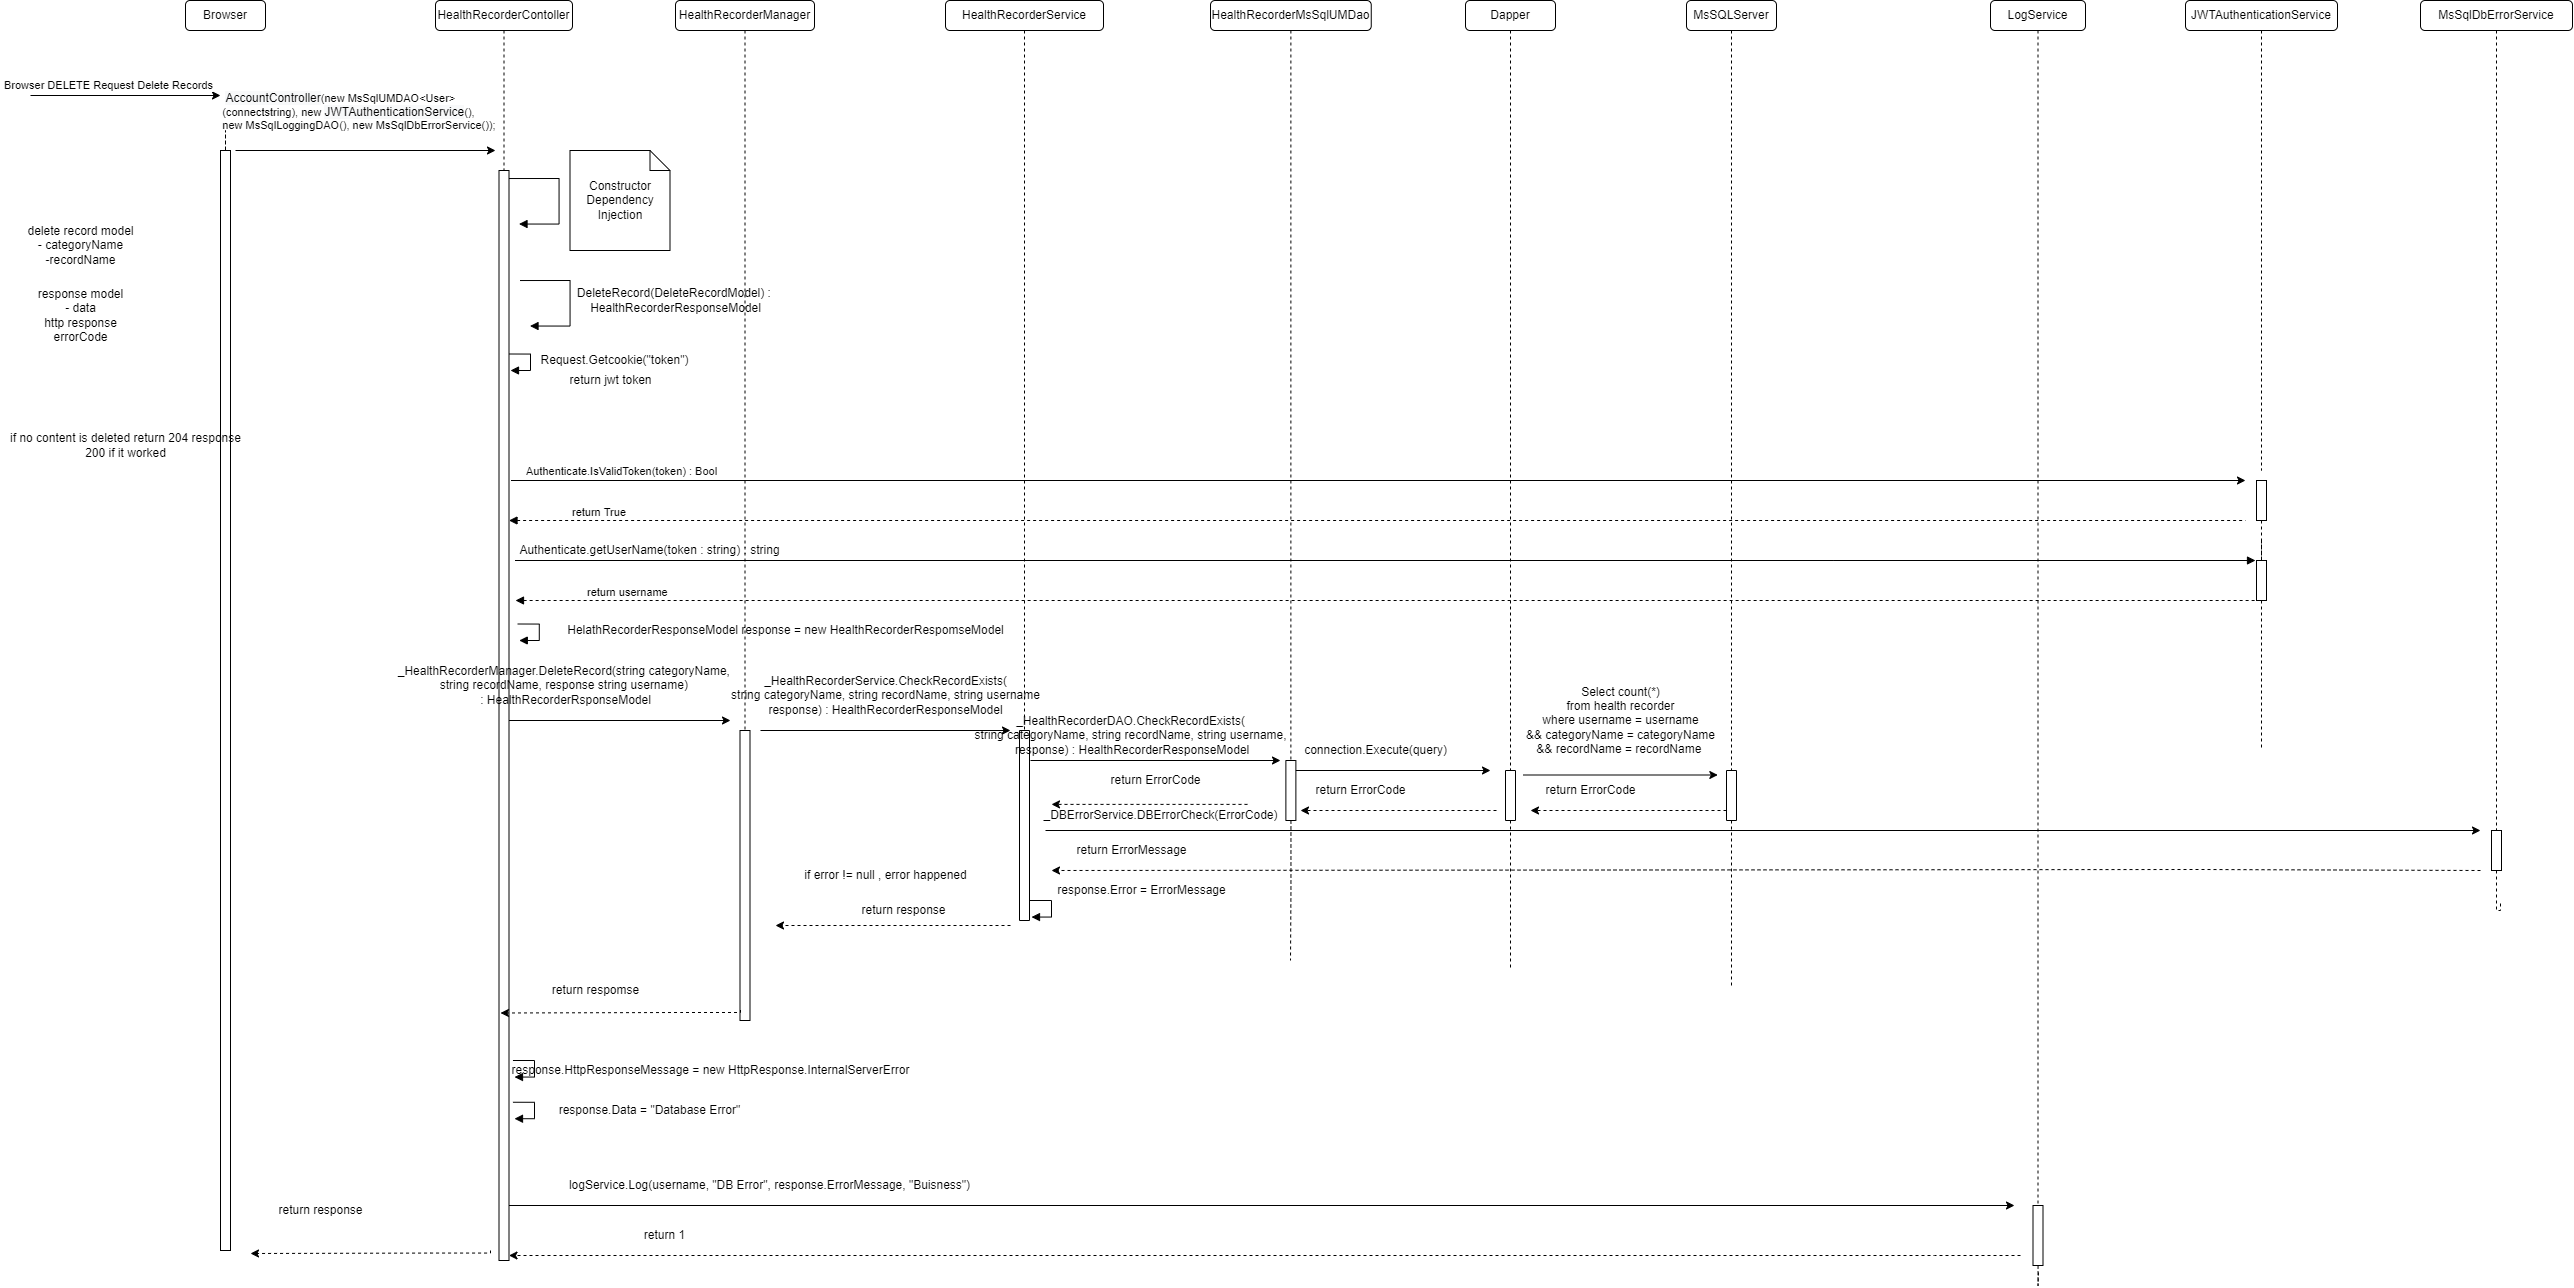 Browser
HealthRecorderContoller
HealthRecorderManager
HealthRecorderService
HealthRecorderMsSqlUMDao
Dapper
MsSQLServer
LogService
JWTAuthenticationService
MsSqlDbErrorService
Browser DELETE Request Delete Records
AccountController(new MsSqlUMDAO<User>
(connectstring), new JWTAuthenticationService(),
new MsSqlLoggingDAO(), new MsSqlDbErrorService());
Constructor
Dependency
Injection
delete record model
- categoryName
-recordName
response model
- data
http response
errorCode
DeleteRecord(DeleteRecordModel) :
HealthRecorderResponseModel
Request.Getcookie("token")
return jwt token
if no content is deleted return 204 response
200 if it worked
Authenticate.IsValidToken(token) : Bool
return True
Authenticate.getUserName(token : string) : string
return username
HelathRecorderResponseModel response = new HealthRecorderRespomseModel
_HealthRecorderManager.DeleteRecord(string categoryName,
string recordName, response string username)
: HealthRecorderRsponseModel
_HealthRecorderService.CheckRecordExists(
string categoryName, string recordName, string username
response) : HealthRecorderResponseModel
_HealthRecorderDAO.CheckRecordExists(
string categoryName, string recordName, string username,
response) : HealthRecorderResponseModel
connection.Execute(query)
Select count(*)
from health recorder
where username = username
&& categoryName = categoryName
&& recordName = recordName
return ErrorCode
return ErrorCode
return ErrorCode
_DBErrorService.DBErrorCheck(ErrorCode)
return ErrorMessage
if error != null , error happened
response.Error = ErrorMessage
return response
return respomse
response.HttpResponseMessage = new HttpResponse.InternalServerError
response.Data = "Database Error"
logService.Log(username, "DB Error", response.ErrorMessage, "Buisness")
return response
return 1